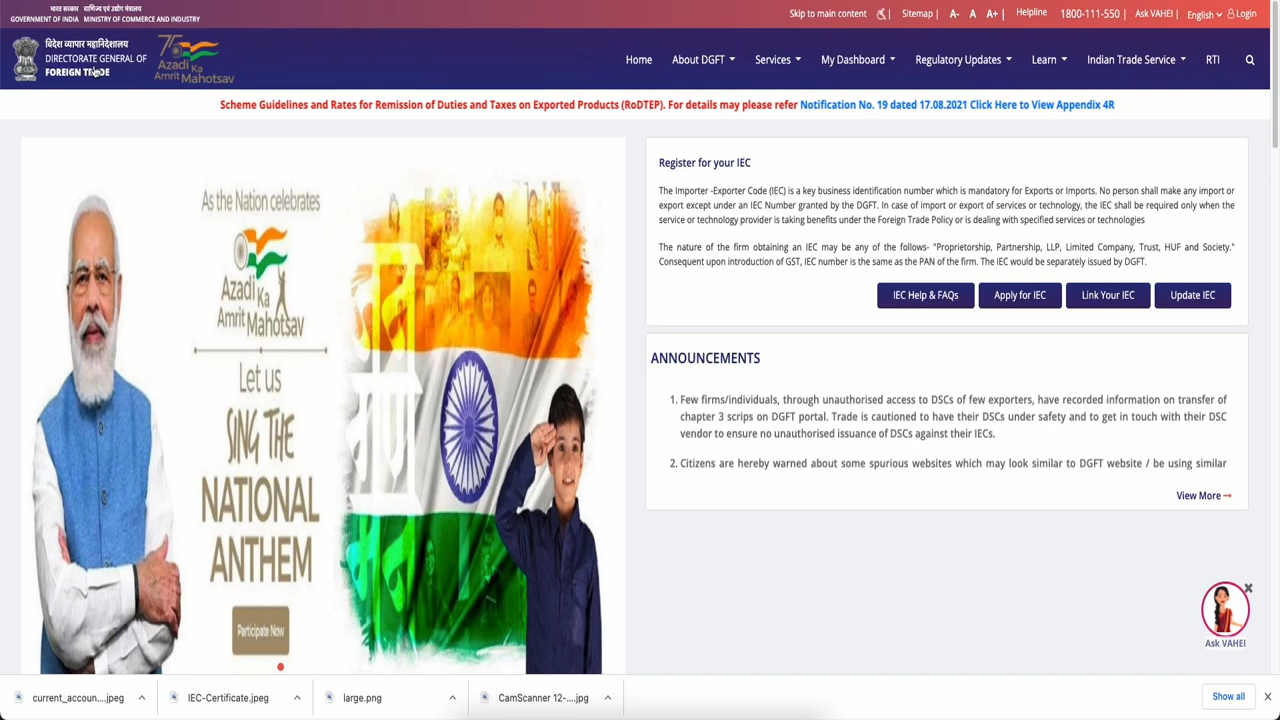 भारत सरकार वाणिज्य एवं उद्योग मंत्रालय
GOVERNMENT OF INDIA MINISTRY OF COMMERCE AND INDUSTRY
Skip to main content | Sitemap | A- A A+ | Helpline 1800-111-550 | Ask VAHEI | English Login
विदेश व्यापार महानिदेशालय
DIRECTORATE GENERAL OF
FOREIGN TRADE
75
Azadi
Ka
Amrit Mahotsav
Home About DGFT Services My Dashboard Regulatory Updates Learn Indian Trade Service RTI
Scheme Guidelines and Rates for Remission of Duties and Taxes on Exported Products (RoDTEP). For details may please refer Notification No. 19 dated 17.08.2021 Click Here to View Appendix 4R
As the Nation celebrates
Azadi
Ka
Amrit
Mahotsav
Let us
SING THE
NATIONAL
ANTHEM
Participate Now
Register for your IEC
The Importer -Exporter Code (IEC) is a key business identification number which is mandatory for Exports or Imports. No person shall make any import or
export except under an IEC Number granted by the DGFT. In case of import or export of services or technology, the IEC shall be required only when the
service or technology provider is taking benefits under the Foreign Trade Policy or is dealing with specified services or technologies
The nature of the firm obtaining an IEC may be any of the follows- "Proprietorship, Partnership, LLP, Limited Company, Trust, HUF and Society."
Consequent upon introduction of GST, IEC number is the same as the PAN of the firm. The IEC would be separately issued by DGFT.
IEC Help & FAQs Apply for IEC Link Your IEC Update IEC
ANNOUNCEMENTS
1. Few firms/individuals, through unauthorised access to DSCs of few exporters, have recorded information on transfer of
chapter 3 scrips on DGFT portal. Trade is cautioned to have their DSCs under safety and to get in touch with their DSC
vendor to ensure no unauthorised issuance of DSCs against their IECs.
2. Citizens are hereby warned about some spurious websites which may look similar to DGFT website / be using similar
View More
Ask VAHEI
current_accoun....jpeg IEC-Certificate.jpeg large.png CamScanner 12-....jpg Show all